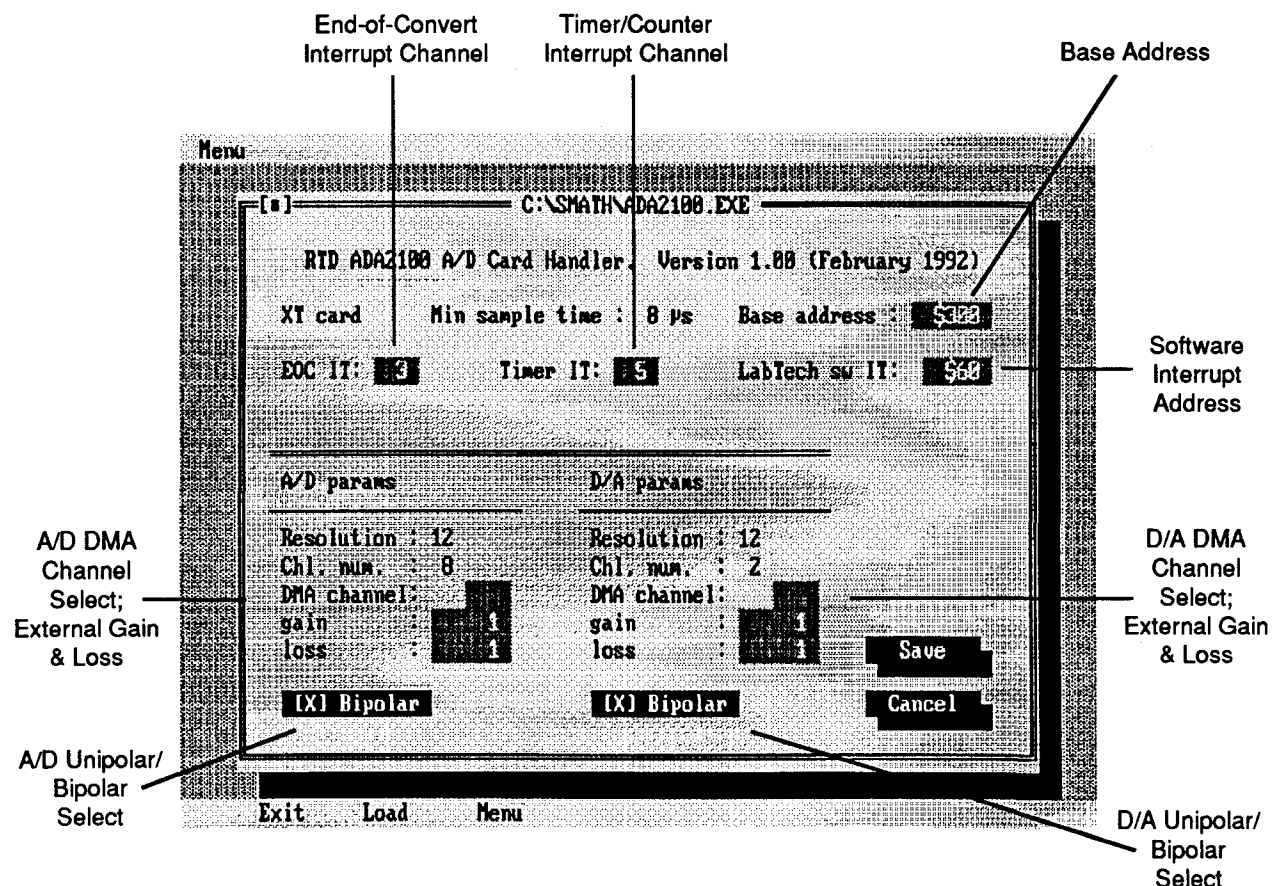 End-of-Convert
Interrupt Channel
Timer/Counter
Interrupt Channel
Base Address
Menu
[■] C:\SMATH\ADA2100.EXE
RTD ADA2100 A/D Card Handler. Version 1.00 (February 1992)
XT card Min sample time : 8 µs Base address : $300
EOC IT: 3 Timer IT: 5 LabTech sw IT: $60
Software
Interrupt
Address
A/D params D/A params
Resolution : 12 Resolution : 12
Chl. num. : 8 Chl. num. : 2
DMA channel: DMA channel:
gain : 1 gain : 1
loss : 1 loss : 1
Save
[X] Bipolar [X] Bipolar Cancel
A/D DMA
Channel
Select;
External Gain
& Loss
D/A DMA
Channel
Select;
External Gain
& Loss
A/D Unipolar/
Bipolar
Select
Exit Load Menu
D/A Unipolar/
Bipolar
Select